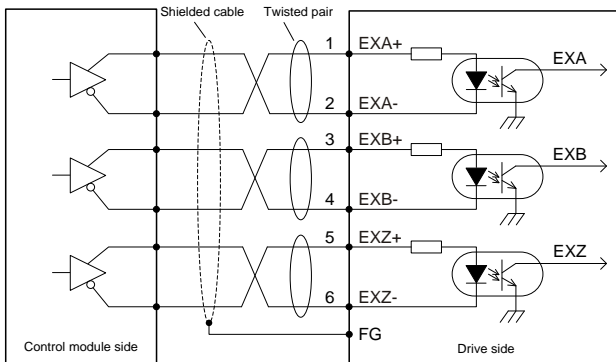 Shielded cable Twisted pair
1 EXA+ EXA
2 EXA-
3 EXB+ EXB
4 EXB-
5 EXZ+ EXZ
6 EXZ-
FG
Control module side Drive side